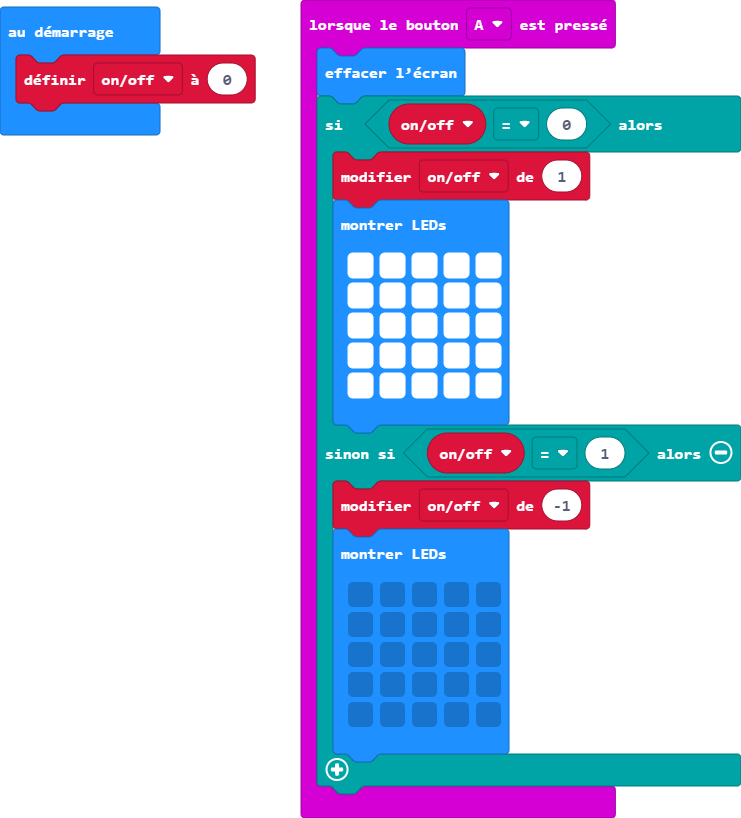 au démarrage
définir on/off à 0
lorsque le bouton A est pressé
effacer l'écran
si on/off = 0 alors
modifier on/off de 1
montrer LEDs
sinon si on/off = 1 alors
modifier on/off de -1
montrer LEDs